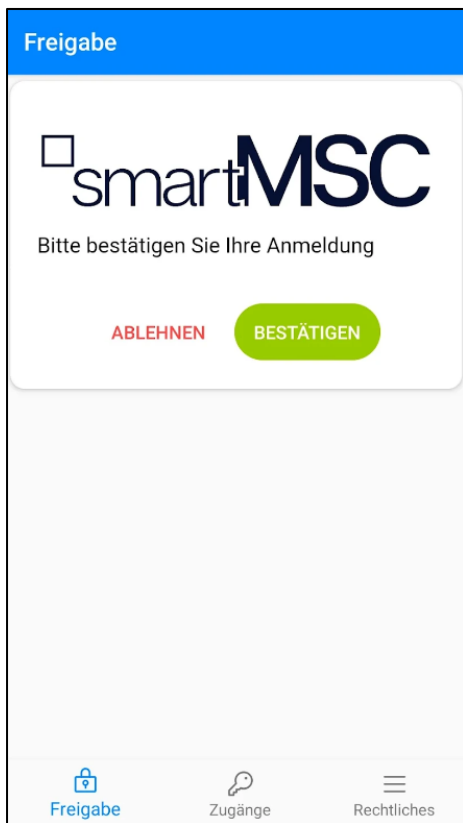 Freigabe
smartMSC
Bitte bestätigen Sie Ihre Anmeldung
ABLEHNEN BESTÄTIGEN
Freigabe Zugänge Rechtliches